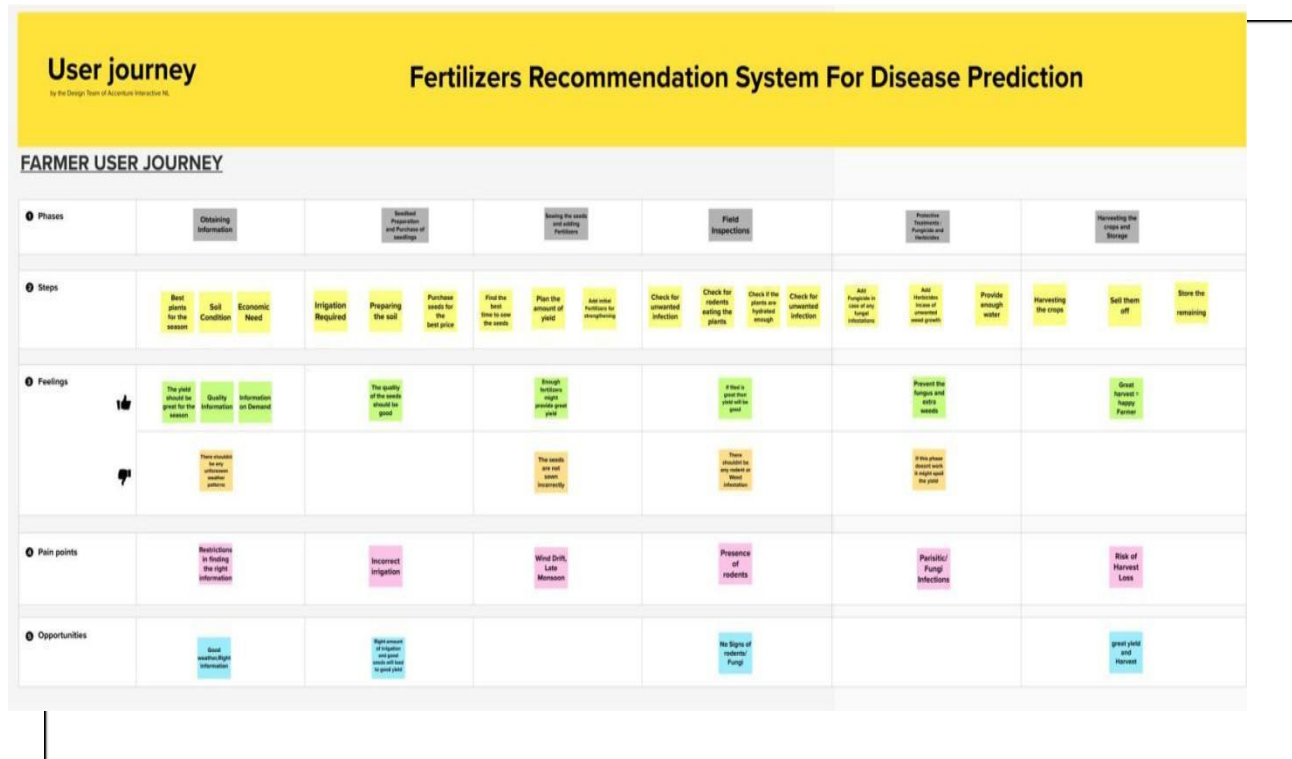 User journey
by the Design Team of Accenture Interactive NL
Fertilizers Recommendation System For Disease Prediction
FARMER USER JOURNEY
1 Phases
Obtaining
Information
Seedbed
Preparation
and Purchase of
seedlings
Sowing the seeds
and adding
Fertilizers
Field
Inspections
Protective
Treatments :
Fungicide and
Herbicides
Harvesting the
crops and
Storage
2 Steps
Best
plants
for the
season
Soil
Condition
Economic
Need
Irrigation
Required
Preparing
the soil
Purchase
seeds for
the
best price
Find the
best
time to sow
the seeds
Plan the
amount of
yield
Add initial
Fertilizers for
strengthening
Check for
unwanted
infection
Check for
rodents
eating the
plants
Check if the
plants are
hydrated
enough
Check for
unwanted
infection
Add
Fungicide in
case of any
fungal
infestations
Add
Herbicides
incase of
unwanted
weed growth
Provide
enough
water
Harvesting
the crops
Sell them
off
Store the
remaining
3 Feelings
The yield
should be
great for the
season
Quality
Information
Information
on Demand
The quality
of the seeds
should be
good
Enough
fertilizers
might
provide great
yield
If filed is
great then
yield will be
good
Prevent the
fungus and
extra
weeds
Great
harvest =
happy
Farmer
There shouldnt
be any
unforeseen
weather
patterns
The seeds
are not
sown
Incorrectly
There
shouldnt be
any rodent or
Weed
infestation
If this phase
doesnt work
it might spoil
the yield
4 Pain points
Restrictions
in finding
the right
information
Incorrect
irrigation
Wind Drift,
Late
Monsoon
Presence
of
rodents
Parisitic/
Fungi
Infections
Risk of
Harvest
Loss
5 Opportunities
Good
weather,Right
information
Right amount
of irrigation
and good
seeds will lead
to good yield
No Signs of
rodents/
Fungi
great yield
and
Harvest